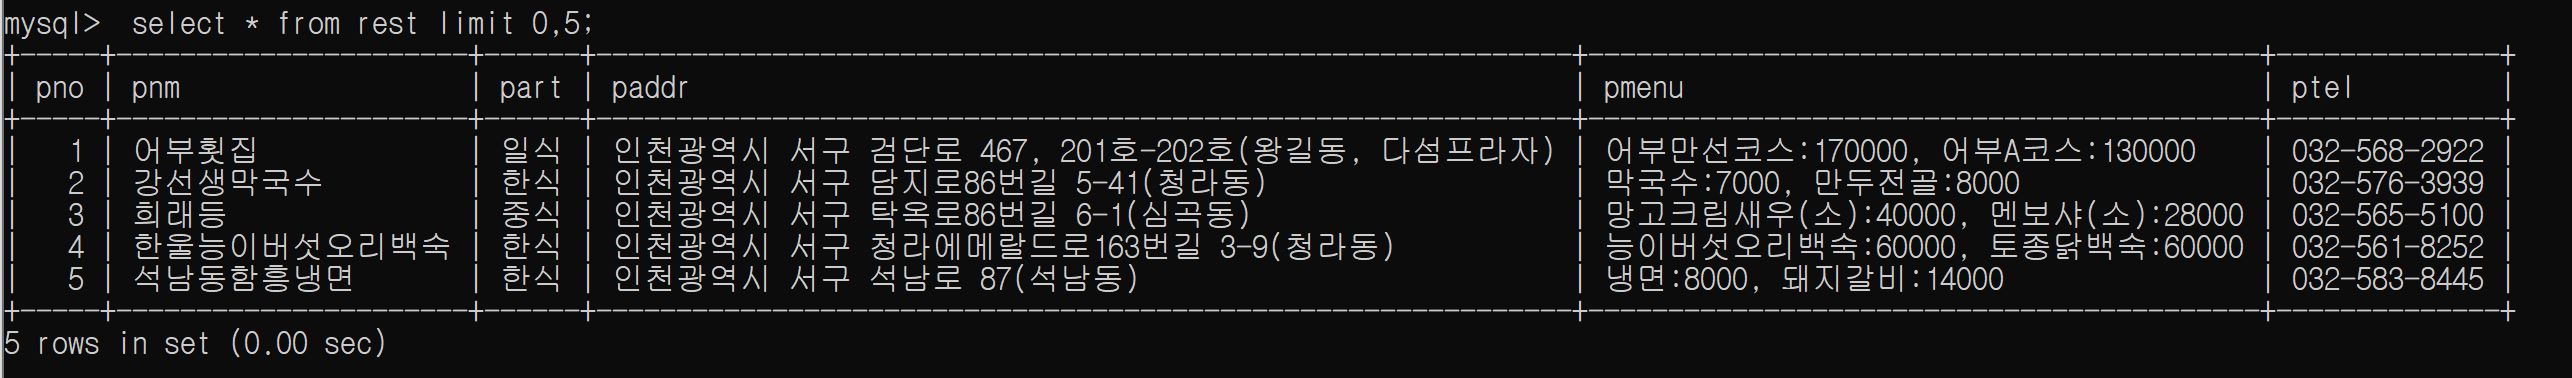 mysql>  select * from rest limit 0,5;
+-----+----------------------+------+-------------------------------------------------------------+------------------------------------------+--------------+
| pno | pnm                  | part | paddr                                                       | pmenu                                    | ptel         |
+-----+----------------------+------+-------------------------------------------------------------+------------------------------------------+--------------+
|   1 | 어부횟집             | 일식 | 인천광역시 서구 검단로 467, 201호-202호(왕길동, 다섬프라자) | 어부만선코스:170000, 어부A코스:130000    | 032-568-2922 |
|   2 | 강선생막국수         | 한식 | 인천광역시 서구 담지로86번길 5-41(청라동)                   | 막국수:7000, 만두전골:8000               | 032-576-3939 |
|   3 | 희래등               | 중식 | 인천광역시 서구 탁옥로86번길 6-1(심곡동)                    | 망고크림새우(소):40000, 멘보샤(소):28000 | 032-565-5100 |
|   4 | 한울능이버섯오리백숙 | 한식 | 인천광역시 서구 청라에메랄드로163번길 3-9(청라동)           | 능이버섯오리백숙:60000, 토종닭백숙:60000 | 032-561-8252 |
|   5 | 석남동함흥냉면       | 한식 | 인천광역시 서구 석남로 87(석남동)                           | 냉면:8000, 돼지갈비:14000                | 032-583-8445 |
+-----+----------------------+------+-------------------------------------------------------------+------------------------------------------+--------------+
5 rows in set (0.00 sec)